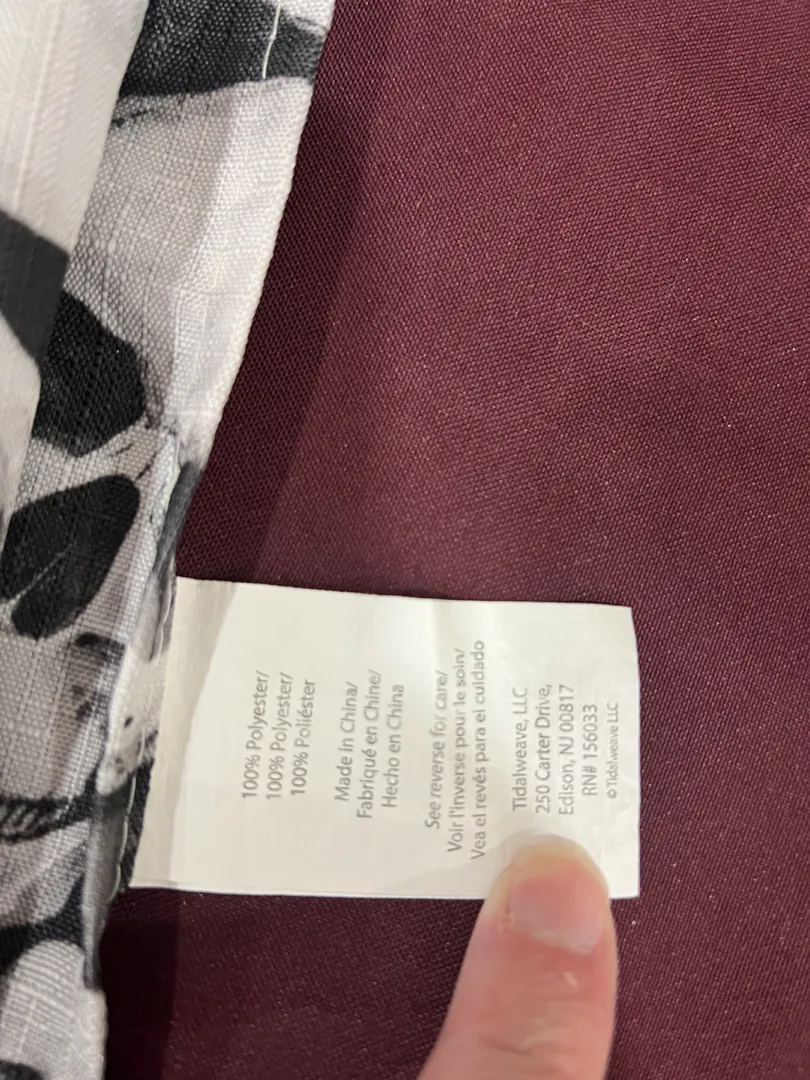 100% Polyester/
100% Polyester/
100% Poliéster
Made in China/
Fabriqué en Chine/
Hecho en China
See reverse for care/
Voir l'inverse pour le soin/
Vea el revés para el cuidado
Tidalweave, LLC
250 Carter Drive,
Edison, NJ 00817
RN# 156033
© Tidalweave LLC